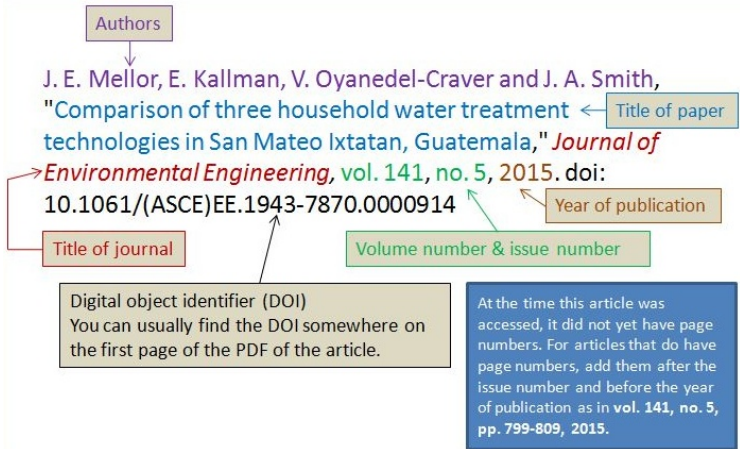 Authors
J. E. Mellor, E. Kallman, V. Oyanedel-Craver and J. A. Smith,
"Comparison of three household water treatment
Title of paper
technologies in San Mateo Ixtatan, Guatemala," Journal of
Environmental Engineering, vol. 141, no. 5, 2015. doi:
10.1061/(ASCE)EE.1943-7870.0000914
Year of publication
Title of journal
Volume number & issue number
Digital object identifier (DOI)
You can usually find the DOI somewhere on
the first page of the PDF of the article.
At the time this article was
accessed, it did not yet have page
numbers. For articles that do have
page numbers, add them after the
issue number and before the year
of publication as in vol. 141, no. 5,
pp. 799-809, 2015.